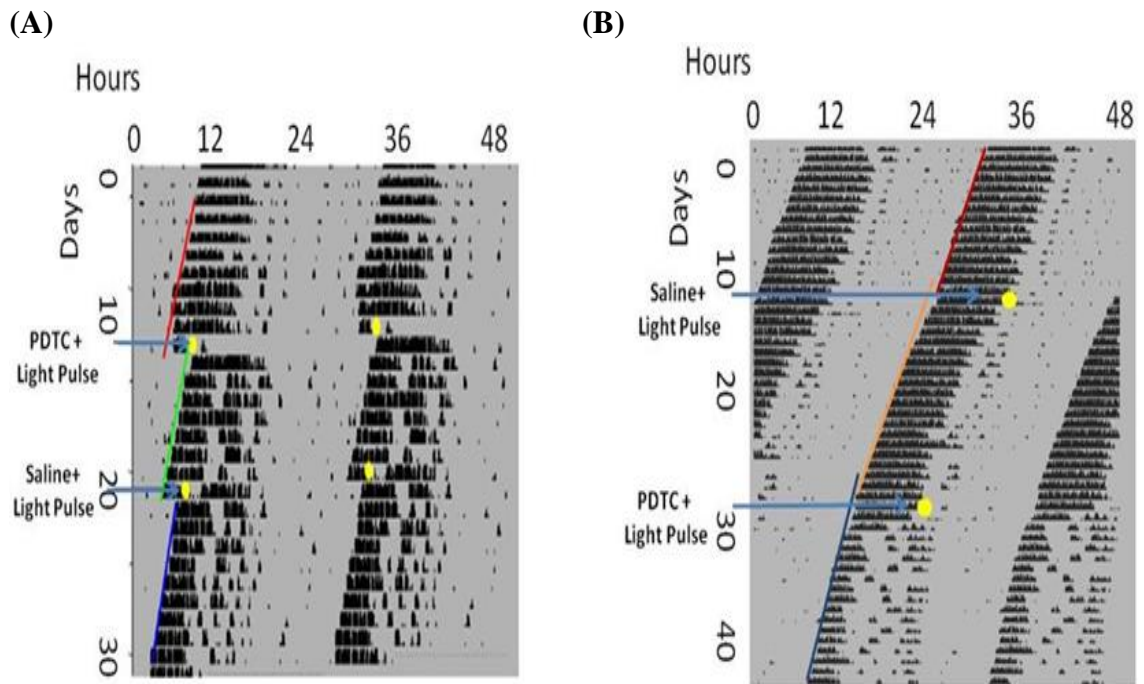 (A)
Hours
0 12 24 36 48
Days
0
10
20
30
PDTC +
Light Pulse
Saline+
Light Pulse
(B)
Hours
0 12 24 36 48
Days
0
10
20
30
40
Saline+
Light Pulse
PDTC +
Light Pulse